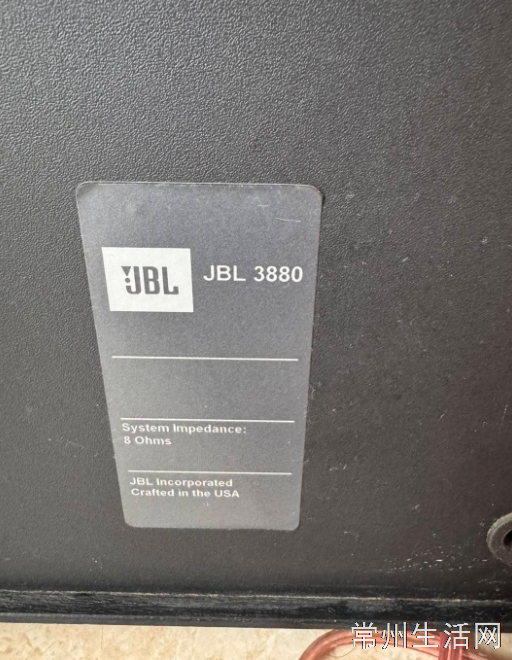 JBL
JBL 3880
System Impedance:
8 Ohms
JBL Incorporated
Crafted in the USA
常州生活网